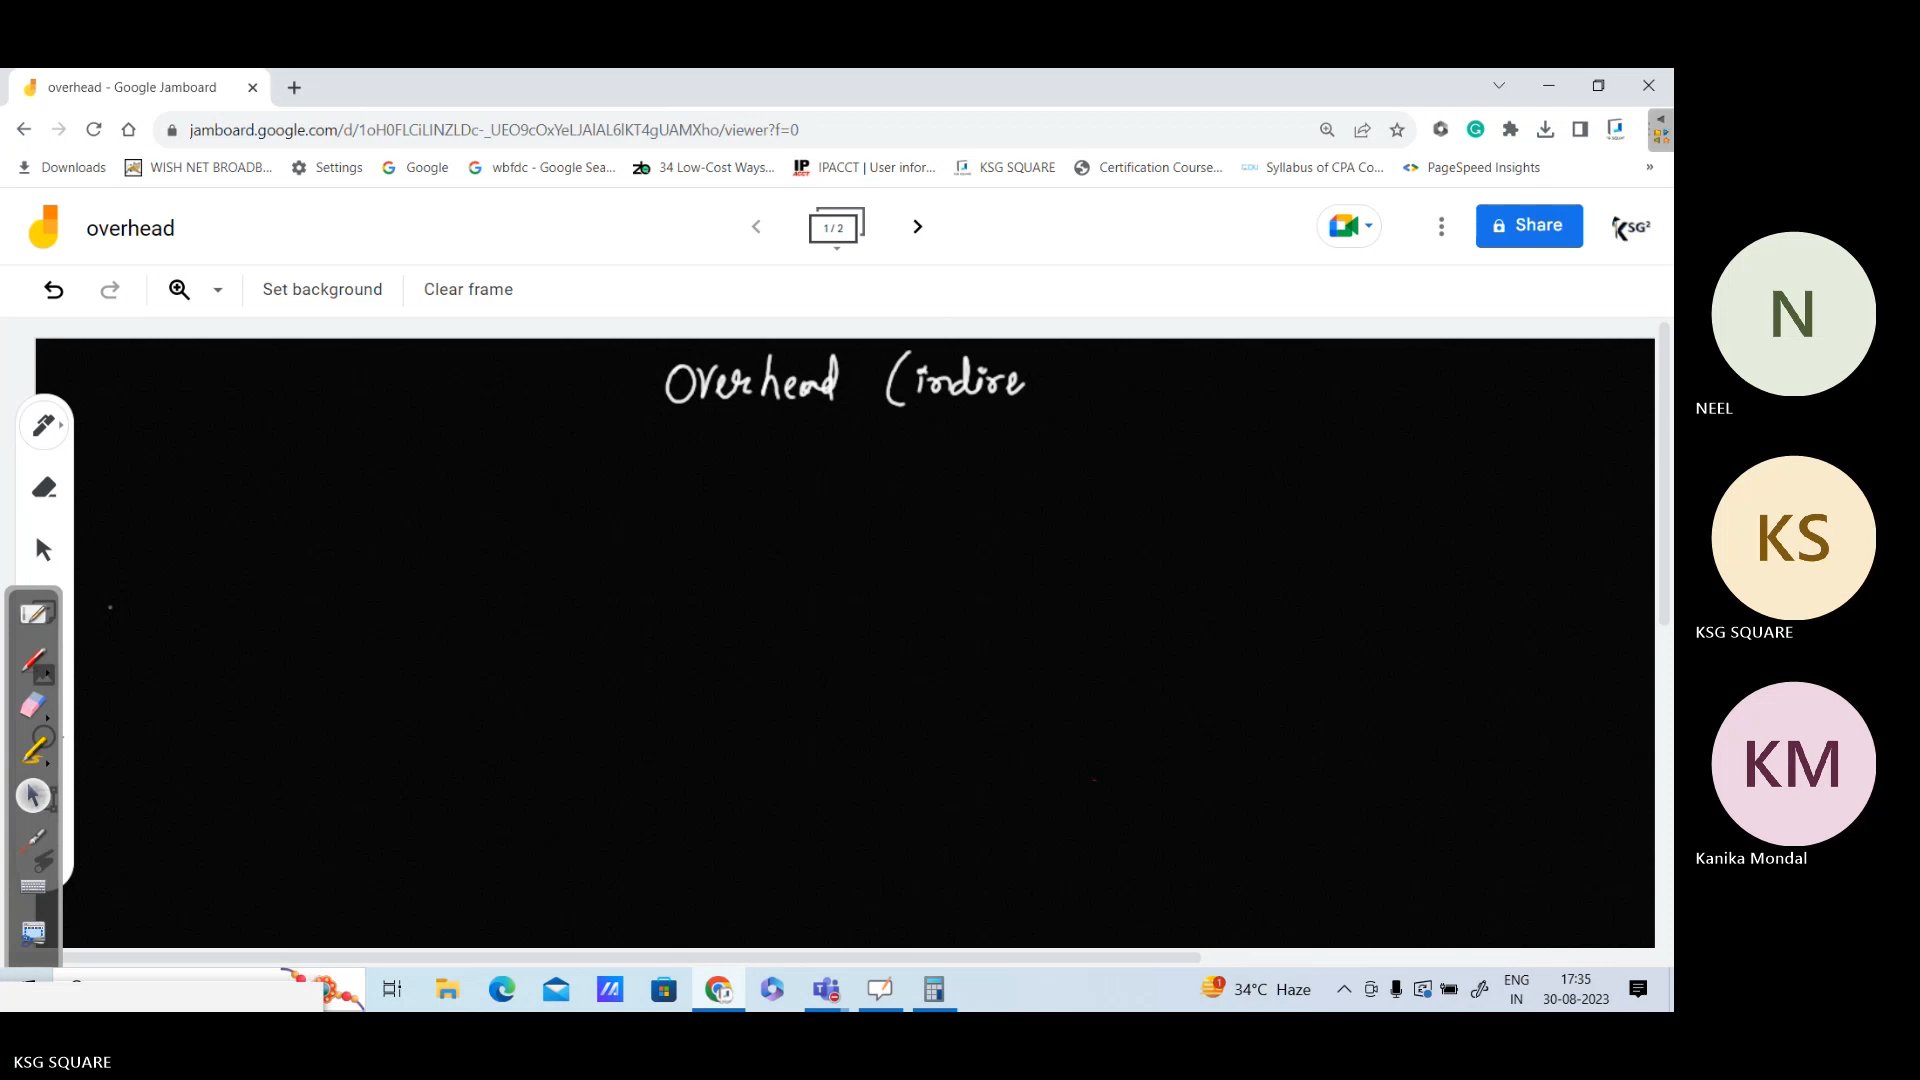 overhead - Google Jamboard
jamboard.google.com/d/1oH0FLCiLINZLDc-_UEO9cOxYeLJAlAL6lKT4gUAMXho/viewer?f=0
Downloads WISH NET BROADB... Settings Google wbfdc - Google Sea... 34 Low-Cost Ways... IPACCT | User infor... KSG SQUARE Certification Course... Syllabus of CPA Co... PageSpeed Insights »
overhead 1 / 2 Share KSG²
Set background Clear frame
Overhead (indire
N
NEEL
KS
KSG SQUARE
KM
Kanika Mondal
34°C Haze ENG IN 17:35 30-08-2023
KSG SQUARE